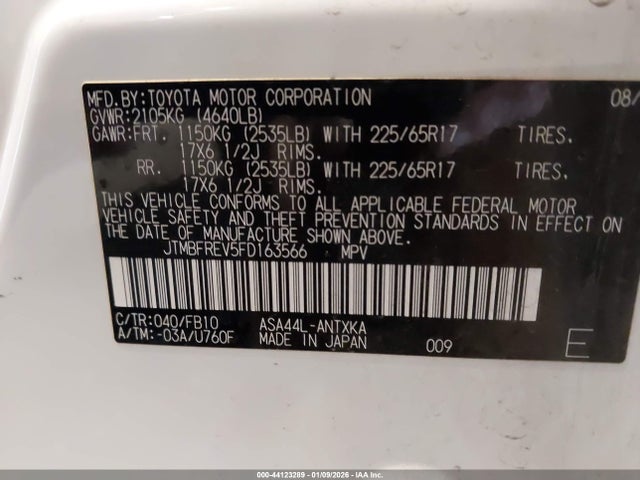 MFD.BY:TOYOTA MOTOR CORPORATION 08/
GVWR:2105KG (4640LB)
GAWR:FRT. 1150KG (2535LB) WITH 225/65R17 TIRES.
17X6 1/2J RIMS.
RR. 1150KG (2535LB) WITH 225/65R17 TIRES.
17X6 1/2J RIMS.
THIS VEHICLE CONFORMS TO ALL APPLICABLE FEDERAL MOTOR
VEHICLE SAFETY AND THEFT PREVENTION STANDARDS IN EFFECT ON
THE DATE OF MANUFACTURE SHOWN ABOVE.
JTMBFREV5FD163566 MPV
C/TR:040/FB10 ASA44L-ANTXKA
A/TM:-03A/U760F MADE IN JAPAN 009 E
000-44123289 - 01/09/2026 - IAA Inc.